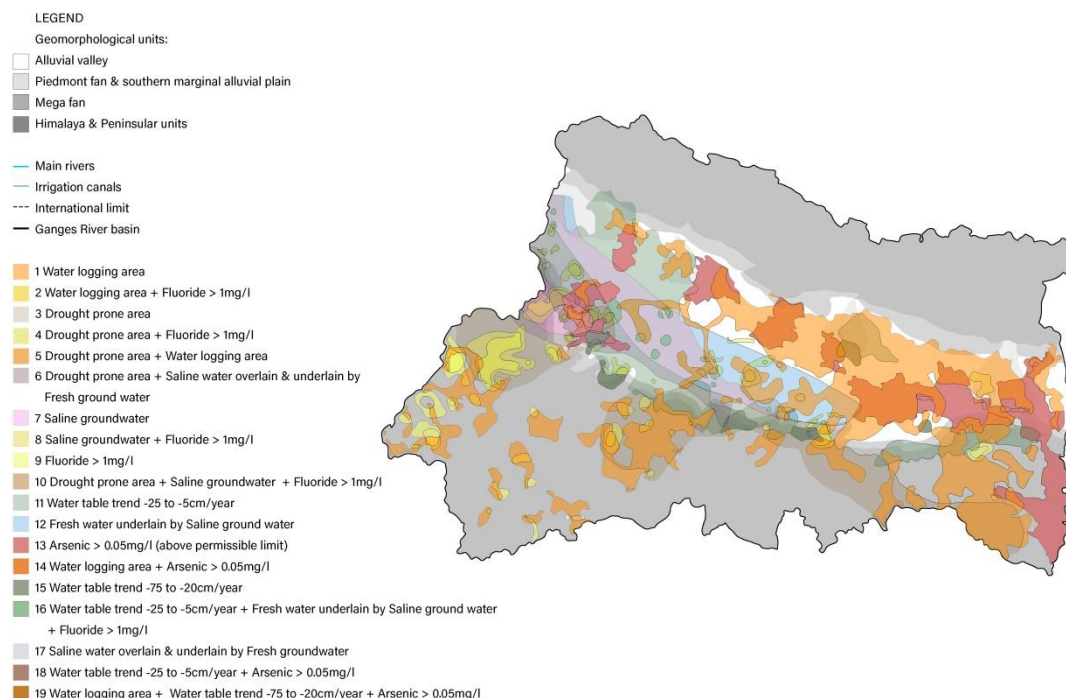 LEGEND
Geomorphological units:
Alluvial valley
Piedmont fan & southern marginal alluvial plain
Mega fan
Himalaya & Peninsular units
Main rivers
Irrigation canals
International limit
Ganges River basin
1 Water logging area
2 Water logging area + Fluoride > 1mg/l
3 Drought prone area
4 Drought prone area + Fluoride > 1mg/l
5 Drought prone area + Water logging area
6 Drought prone area + Saline water overlain & underlain by
Fresh ground water
7 Saline groundwater
8 Saline groundwater + Fluoride > 1mg/l
9 Fluoride > 1mg/l
10 Drought prone area + Saline groundwater + Fluoride > 1mg/l
11 Water table trend -25 to -5cm/year
12 Fresh water underlain by Saline ground water
13 Arsenic > 0.05mg/l (above permissible limit)
14 Water logging area + Arsenic > 0.05mg/l
15 Water table trend -75 to -20cm/year
16 Water table trend -25 to -5cm/year + Fresh water underlain by Saline ground water
+ Fluoride > 1mg/l
17 Saline water overlain & underlain by Fresh groundwater
18 Water table trend -25 to -5cm/year + Arsenic > 0.05mg/l
19 Water logging area + Water table trend -75 to -20cm/year + Arsenic > 0.05mg/l